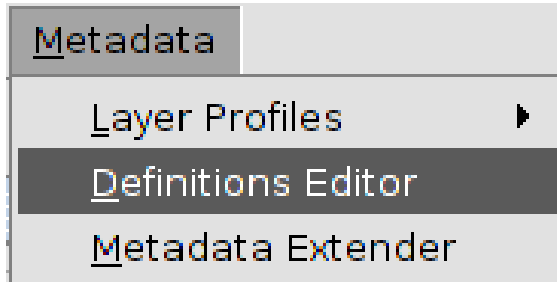 Metadata
Layer Profiles
Definitions Editor
Metadata Extender